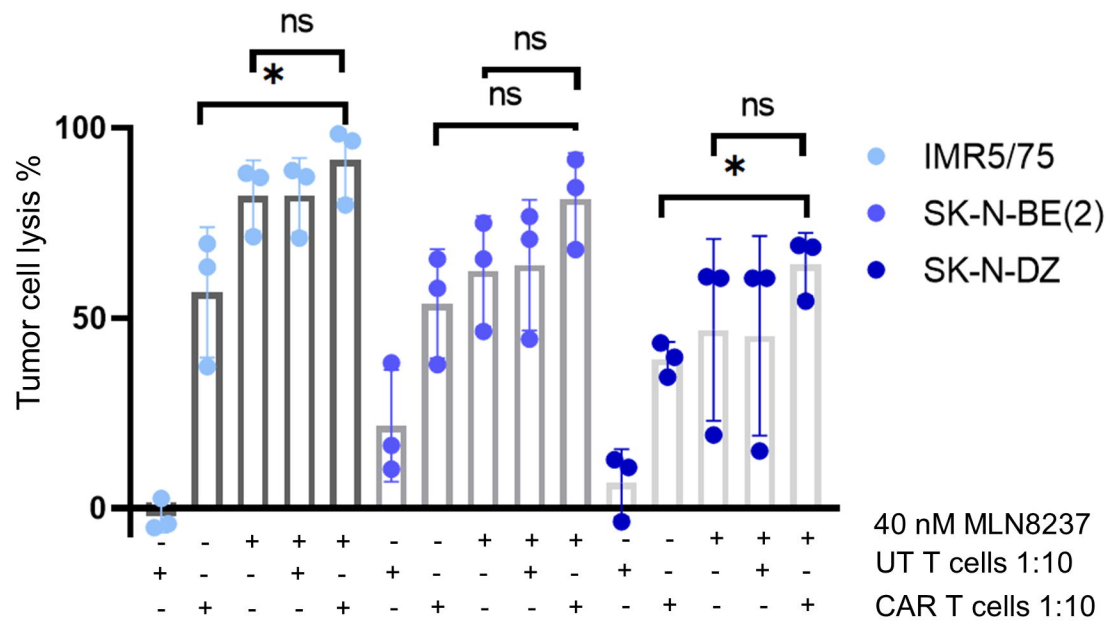 ns
ns
*
ns
ns
100
*
IMR5/75
SK-N-BE(2)
SK-N-DZ
Tumor cell lysis %
50
0
- - + + + - - + + + - - + + + 40 nM MLN8237
+ - - + - + - - + - + - - + - UT T cells 1:10
- + - - + - + - - + - + - - + CAR T cells 1:10